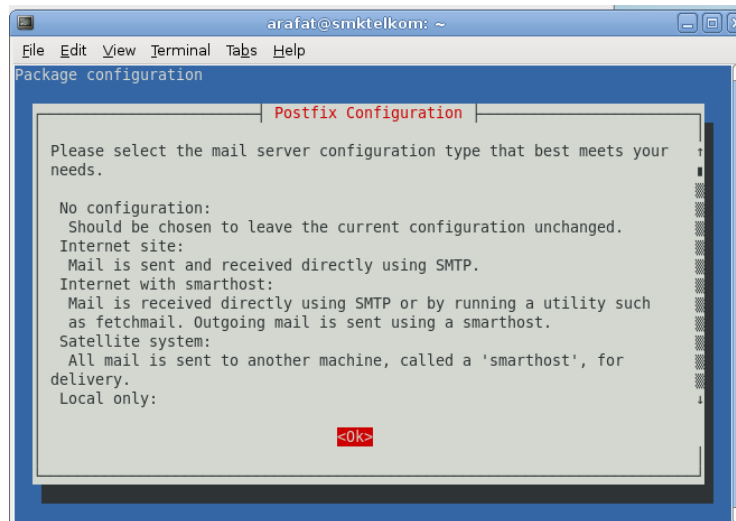 arafat@smktelkom: ~
File Edit View Terminal Tabs Help
Package configuration
Postfix Configuration
Please select the mail server configuration type that best meets your
needs.
No configuration:
Should be chosen to leave the current configuration unchanged.
Internet site:
Mail is sent and received directly using SMTP.
Internet with smarthost:
Mail is received directly using SMTP or by running a utility such
as fetchmail. Outgoing mail is sent using a smarthost.
Satellite system:
All mail is sent to another machine, called a 'smarthost', for
delivery.
Local only:
<Ok>